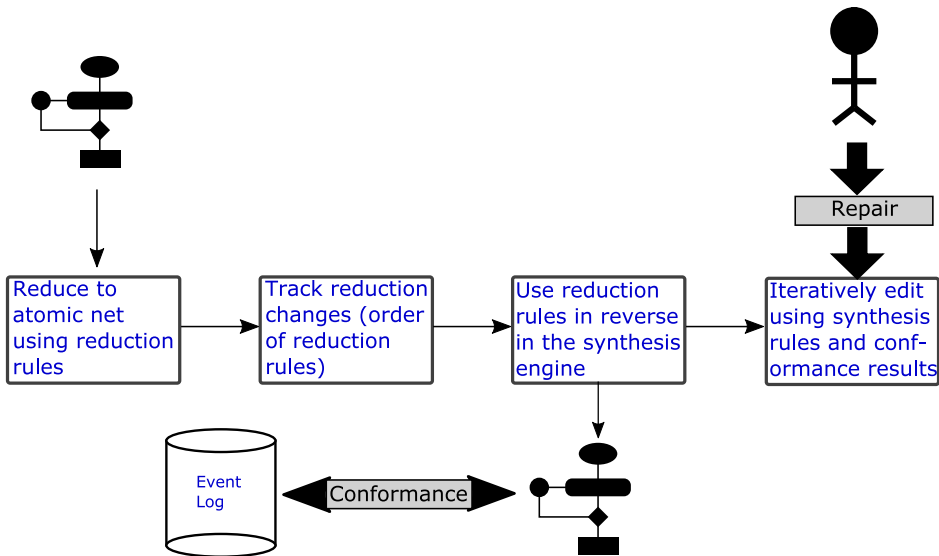 Repair
Reduce to
atomic net
using reduction
rules
Track reduction
changes (order
of reduction
rules)
Use reduction
rules in reverse
in the synthesis
engine
Iteratively edit
using synthesis
rules and conf-
ormance results
Event
Log
Conformance